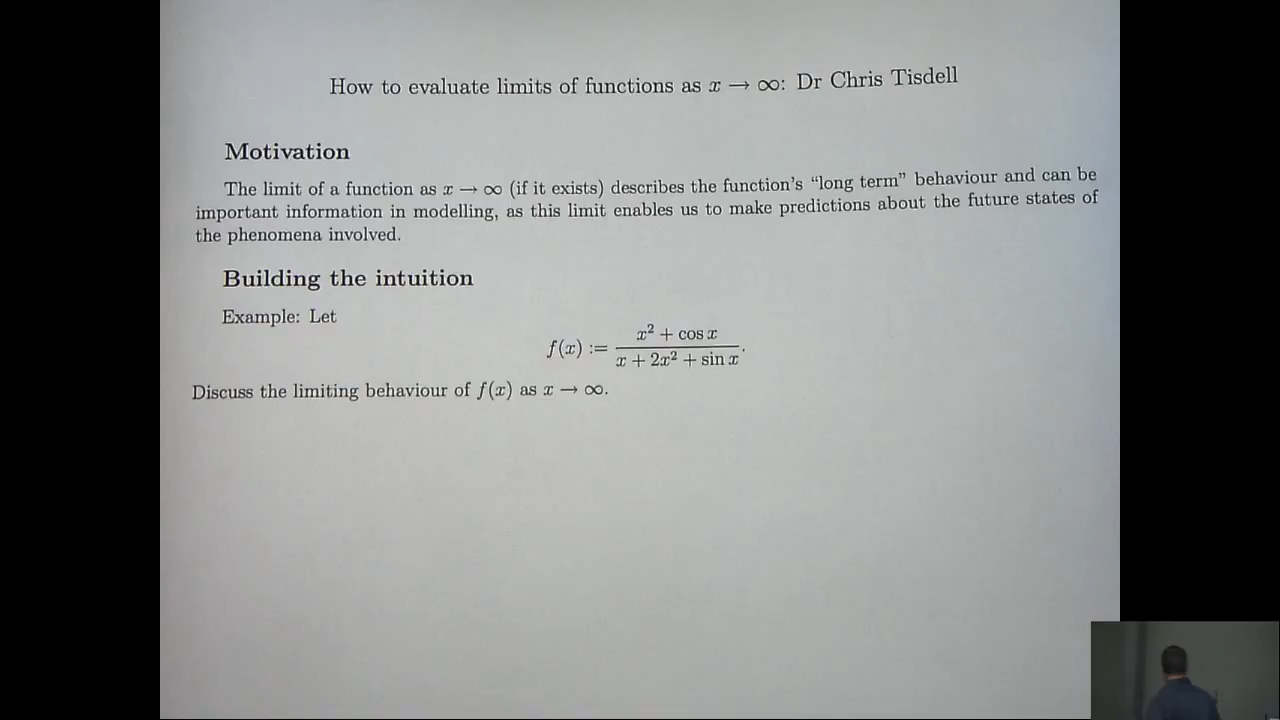 How to evaluate limits of functions as x → ∞: Dr Chris Tisdell
Motivation
The limit of a function as x → ∞ (if it exists) describes the function's “long term” behaviour and can be
important information in modelling, as this limit enables us to make predictions about the future states of
the phenomena involved.
Building the intuition
Example: Let
f(x) := (x² + cos x) / (x + 2x² + sin x).
Discuss the limiting behaviour of f(x) as x → ∞.